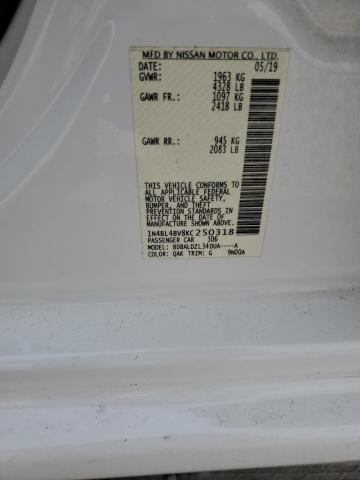 MFD BY NISSAN MOTOR CO., LTD.
DATE: 05/19
GVWR: 1963 KG
4328 LB
GAWR FR.: 1097 KG
2418 LB
GAWR RR.: 945 KG
2083 LB
THIS VEHICLE CONFORMS TO
ALL APPLICABLE FEDERAL
MOTOR VEHICLE SAFETY,
BUMPER, AND THEFT
PREVENTION STANDARDS
IN EFFECT ON THE DATE OF
MANUFACTURE SHOWN ABOVE.
1N4BL4BV8KC250318
PASSENGER CAR 306
MODEL: BDBALDZL34DUA----A
COLOR: QAK TRIM: G 9N00A